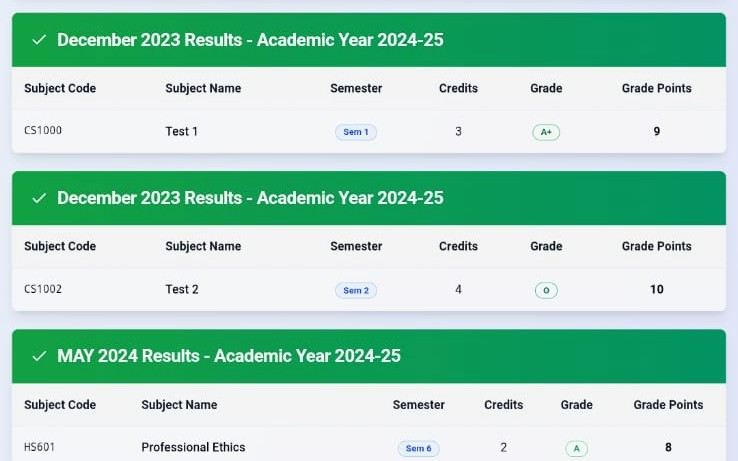 December 2023 Results - Academic Year 2024-25
Subject Code Subject Name Semester Credits Grade Grade Points
CS1000 Test 1 Sem 1 3 A+ 9
December 2023 Results - Academic Year 2024-25
Subject Code Subject Name Semester Credits Grade Grade Points
CS1002 Test 2 Sem 2 4 O 10
MAY 2024 Results - Academic Year 2024-25
Subject Code Subject Name Semester Credits Grade Grade Points
HS601 Professional Ethics Sem 6 2 A 8